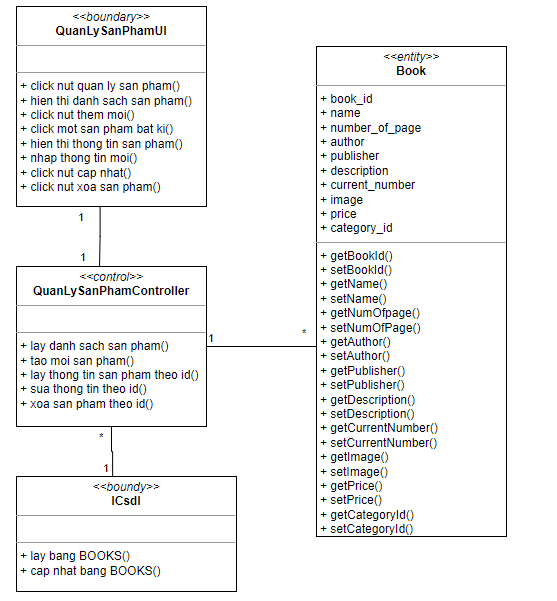 <<boundary>>
QuanLySanPhamUI
+ click nut quan ly san pham()
+ hien thi danh sach san pham()
+ click nut them moi()
+ click mot san pham bat ki()
+ hien thi thong tin san pham()
+ nhap thong tin moi()
+ click nut cap nhat()
+ click nut xoa san pham()
1
1
<<control>>
QuanLySanPhamController
+ lay danh sach san pham()
+ tao moi san pham()
+ lay thong tin san pham theo id()
+ sua thong tin theo id()
+ xoa san pham theo id()
1
*
*
1
<<boundy>>
ICsdl
+ lay bang BOOKS()
+ cap nhat bang BOOKS()
<<entity>>
Book
+ book_id
+ name
+ number_of_page
+ author
+ publisher
+ description
+ current_number
+ image
+ price
+ category_id
+ getBookId()
+ setBookId()
+ getName()
+ setName()
+ getNumOfpage()
+ setNumOfPage()
+ getAuthor()
+ setAuthor()
+ getPublisher()
+ setPublisher()
+ getDescription()
+ setDescription()
+ getCurrentNumber()
+ setCurrentNumber()
+ getImage()
+ setImage()
+ getPrice()
+ setPrice()
+ getCategoryId()
+ setCategoryId()